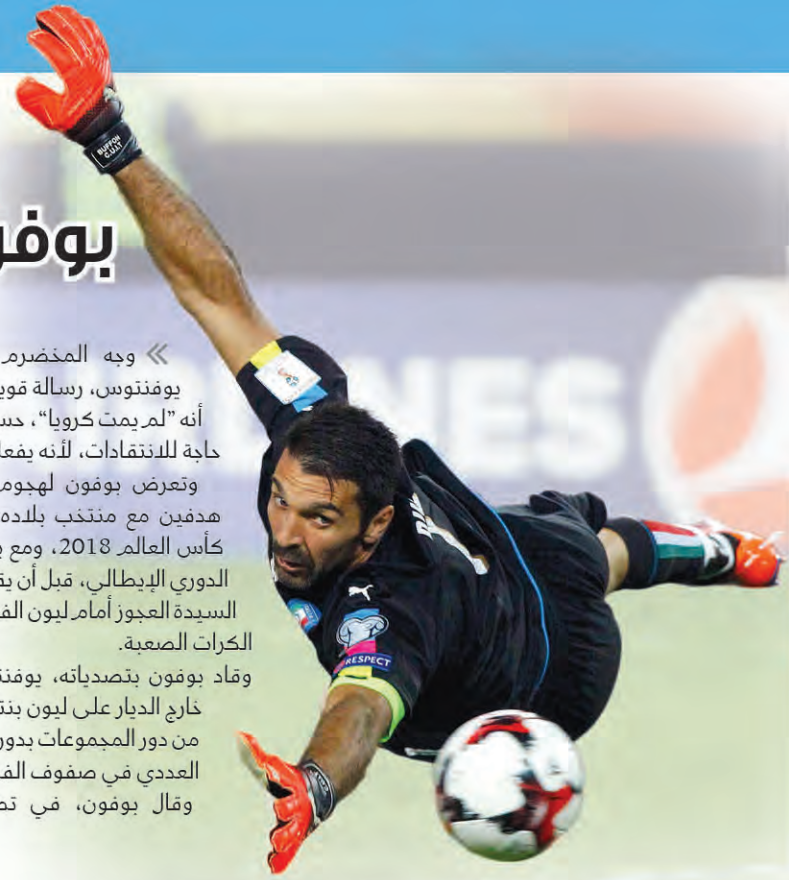 BUFFON
C.U.I.T
بوفو
» وجه المخضرم
يوفنتوس، رسالة قوي
أنه "لم يمت كرويا"، حس
حاجة للانتقادات، لأنه يفعل
وتعرض بوفون لهجوم
هدفين مع منتخب بلاده
كأس العالم 2018، ومع ي
الدوري الإيطالي، قبل أن يق
السيدة العجوز أمام ليون الف
الكرات الصعبة.
وقاد بوفون بتصدياته، يوفنت
خارج الديار على ليون بنت
من دور المجموعات بدور
العددي في صفوف الف
وقال بوفون، في تص
RESPECT